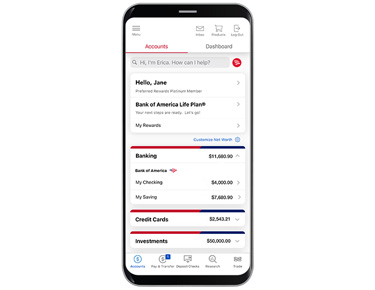 Menu
Inbox
Products
Log Out
Accounts
Dashboard
Hi, I'm Erica. How can I help?
Hello, Jane
Preferred Rewards Platinum Member
Bank of America Life Plan®
Your next steps are ready. Let's go!
My Rewards
Customize Net Worth
Banking $11,680.90
Bank of America
My Checking $4,000.00
My Saving $7,680.90
Credit Cards $2,543.21
Investments $50,000.00
Accounts
Pay & Transfer
Deposit Checks
Research
Trade